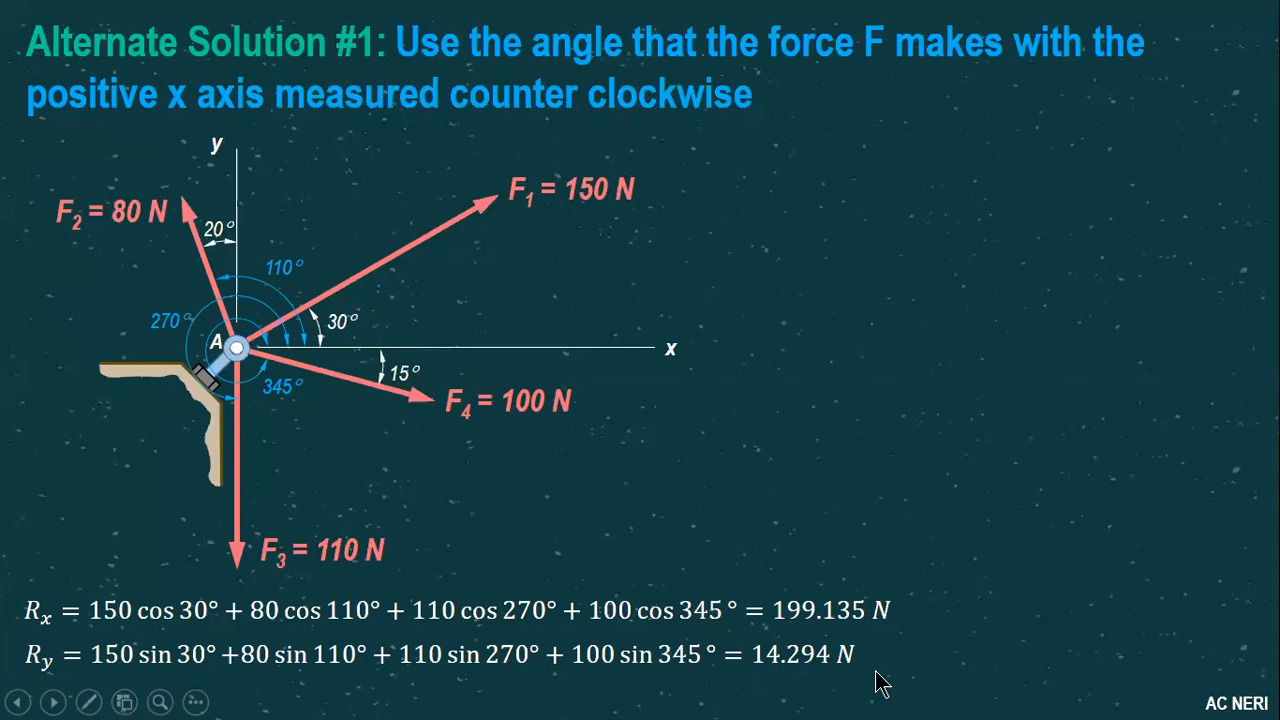 Alternate Solution #1: Use the angle that the force F makes with the
positive x axis measured counter clockwise
y
F₁ = 150 N
F₂ = 80 N
20°
110°
270°
30°
A
x
15°
345°
F₄ = 100 N
F₃ = 110 N
Rₓ = 150 cos 30° + 80 cos 110° + 110 cos 270° + 100 cos 345° = 199.135 N
R_y = 150 sin 30° +80 sin 110° + 110 sin 270° + 100 sin 345° = 14.294 N
AC NERI